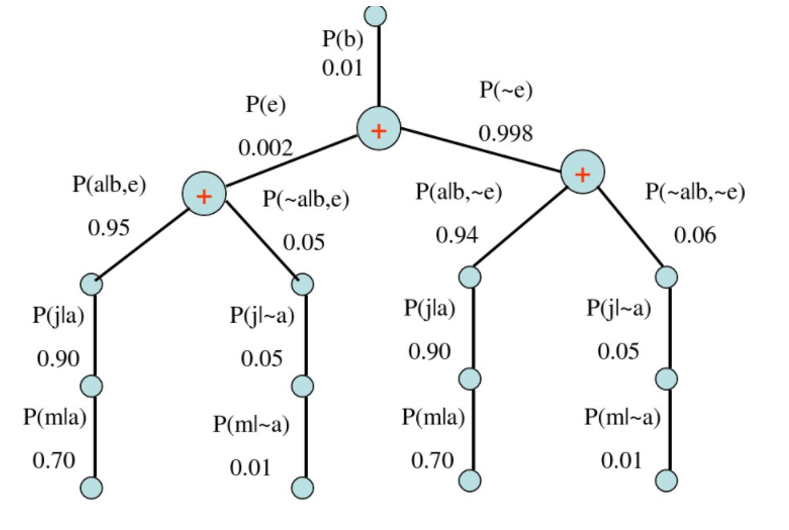 P(b)
0.01
P(e)
0.002
P(~e)
0.998
+
+
+
P(a|b,e)
0.95
P(~a|b,e)
0.05
P(a|b,~e)
0.94
P(~a|b,~e)
0.06
P(j|a)
0.90
P(j|~a)
0.05
P(j|a)
0.90
P(j|~a)
0.05
P(m|a)
0.70
P(m|~a)
0.01
P(m|a)
0.70
P(m|~a)
0.01